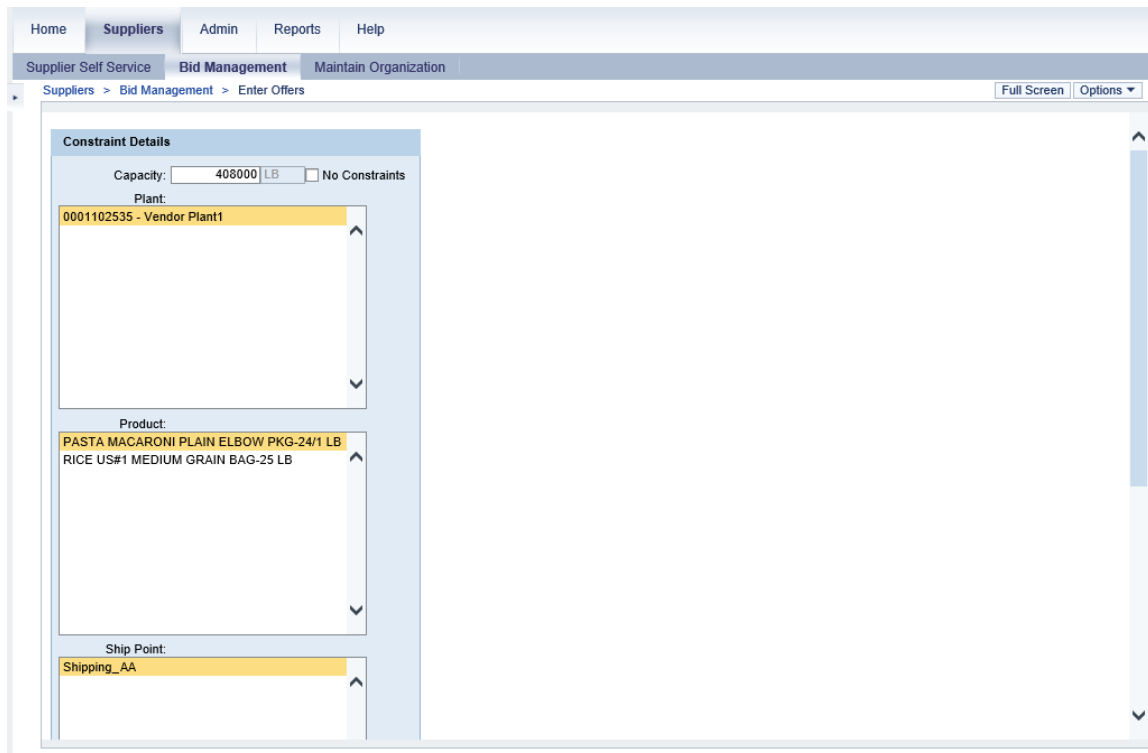 Home Suppliers Admin Reports Help
Supplier Self Service Bid Management Maintain Organization
Suppliers > Bid Management > Enter Offers Full Screen Options
Constraint Details
Capacity: 408000 LB No Constraints
Plant:
0001102535 - Vendor Plant1
Product:
PASTA MACARONI PLAIN ELBOW PKG-24/1 LB
RICE US#1 MEDIUM GRAIN BAG-25 LB
Ship Point:
Shipping_AA